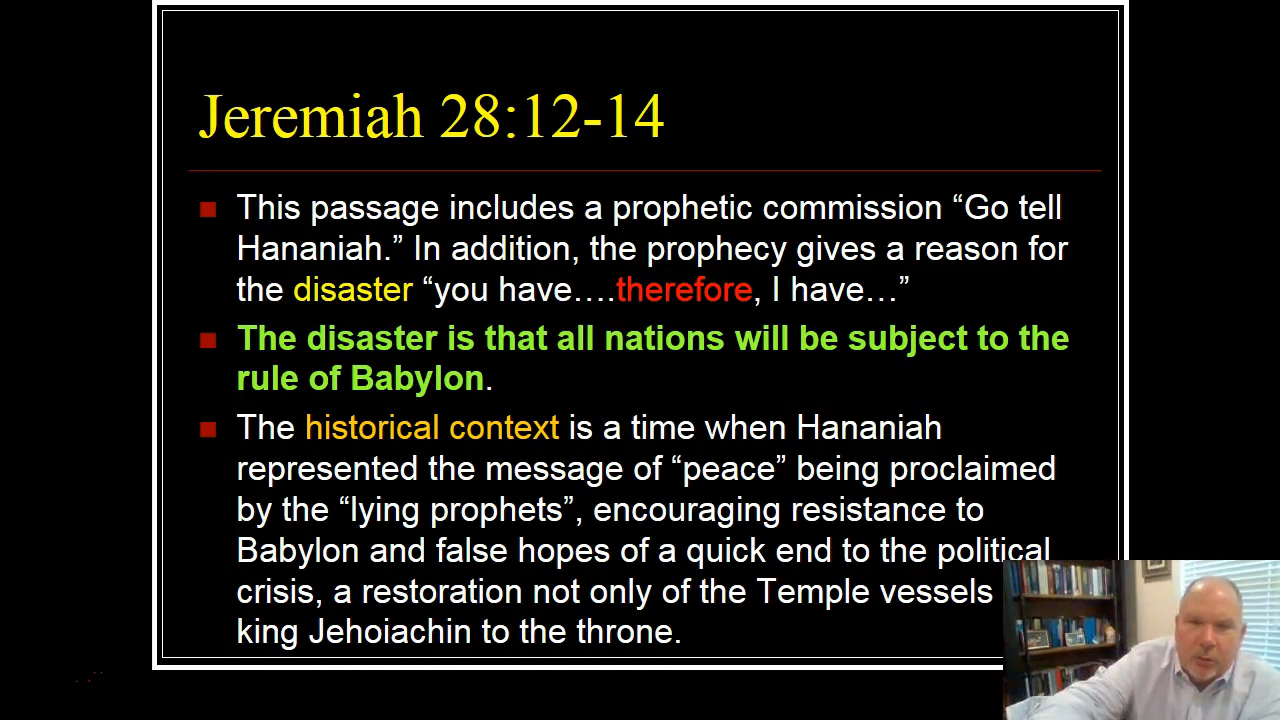 Jeremiah 28:12-14
This passage includes a prophetic commission “Go tell
Hananiah.” In addition, the prophecy gives a reason for
the disaster “you have….therefore, I have…”
The disaster is that all nations will be subject to the
rule of Babylon.
The historical context is a time when Hananiah
represented the message of “peace” being proclaimed
by the “lying prophets”, encouraging resistance to
Babylon and false hopes of a quick end to the political
crisis, a restoration not only of the Temple vessels
king Jehoiachin to the throne.